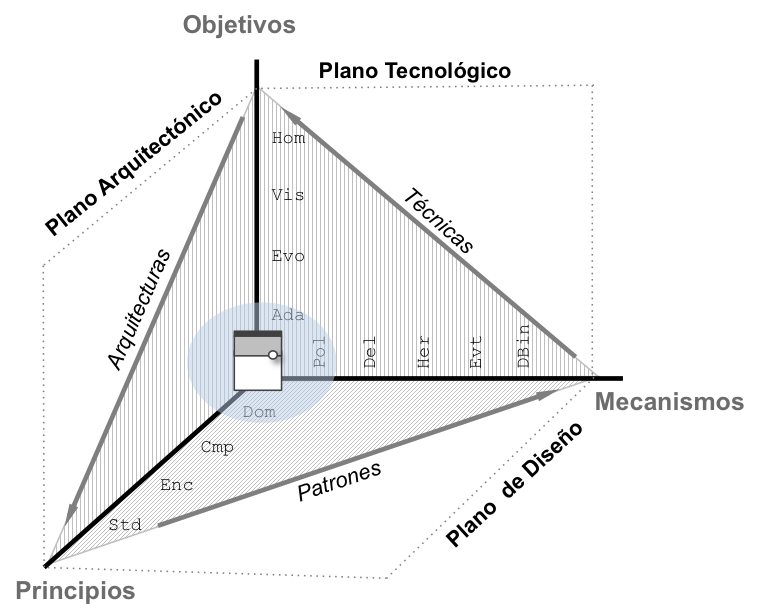 Objetivos
Plano Tecnológico
Plano Arquitectónico
Hom
Vis
Técnicas
Evo
Arquitecturas
Ada
Pol
Del
Her
Evt
DBin
Mecanismos
Dom
Cmp
Plano de Diseño
Patrones
Enc
Std
Principios